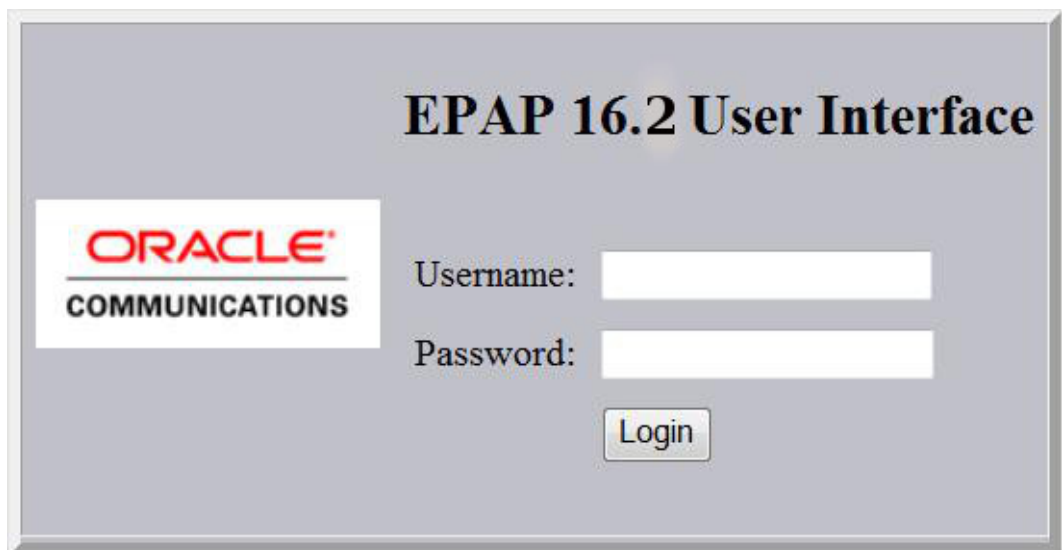 EPAP 16.2 User Interface
ORACLE
COMMUNICATIONS
Username:
Password:
Login